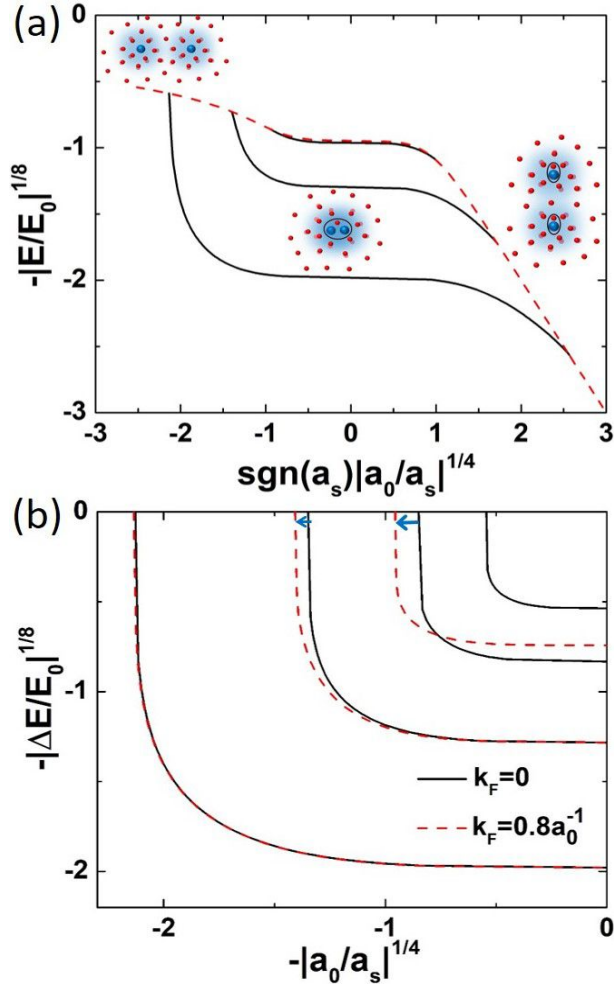 (a)
0
-1
-2
-3
-|E/E₀|^1/8
-3 -2 -1 0 1 2 3
sgn(aₛ)|a₀/aₛ|^1/4
(b)
0
-1
-2
-|ΔE/E₀|^1/8
k_F=0
k_F=0.8a₀⁻¹
-2 -1 0
-|a₀/aₛ|^1/4